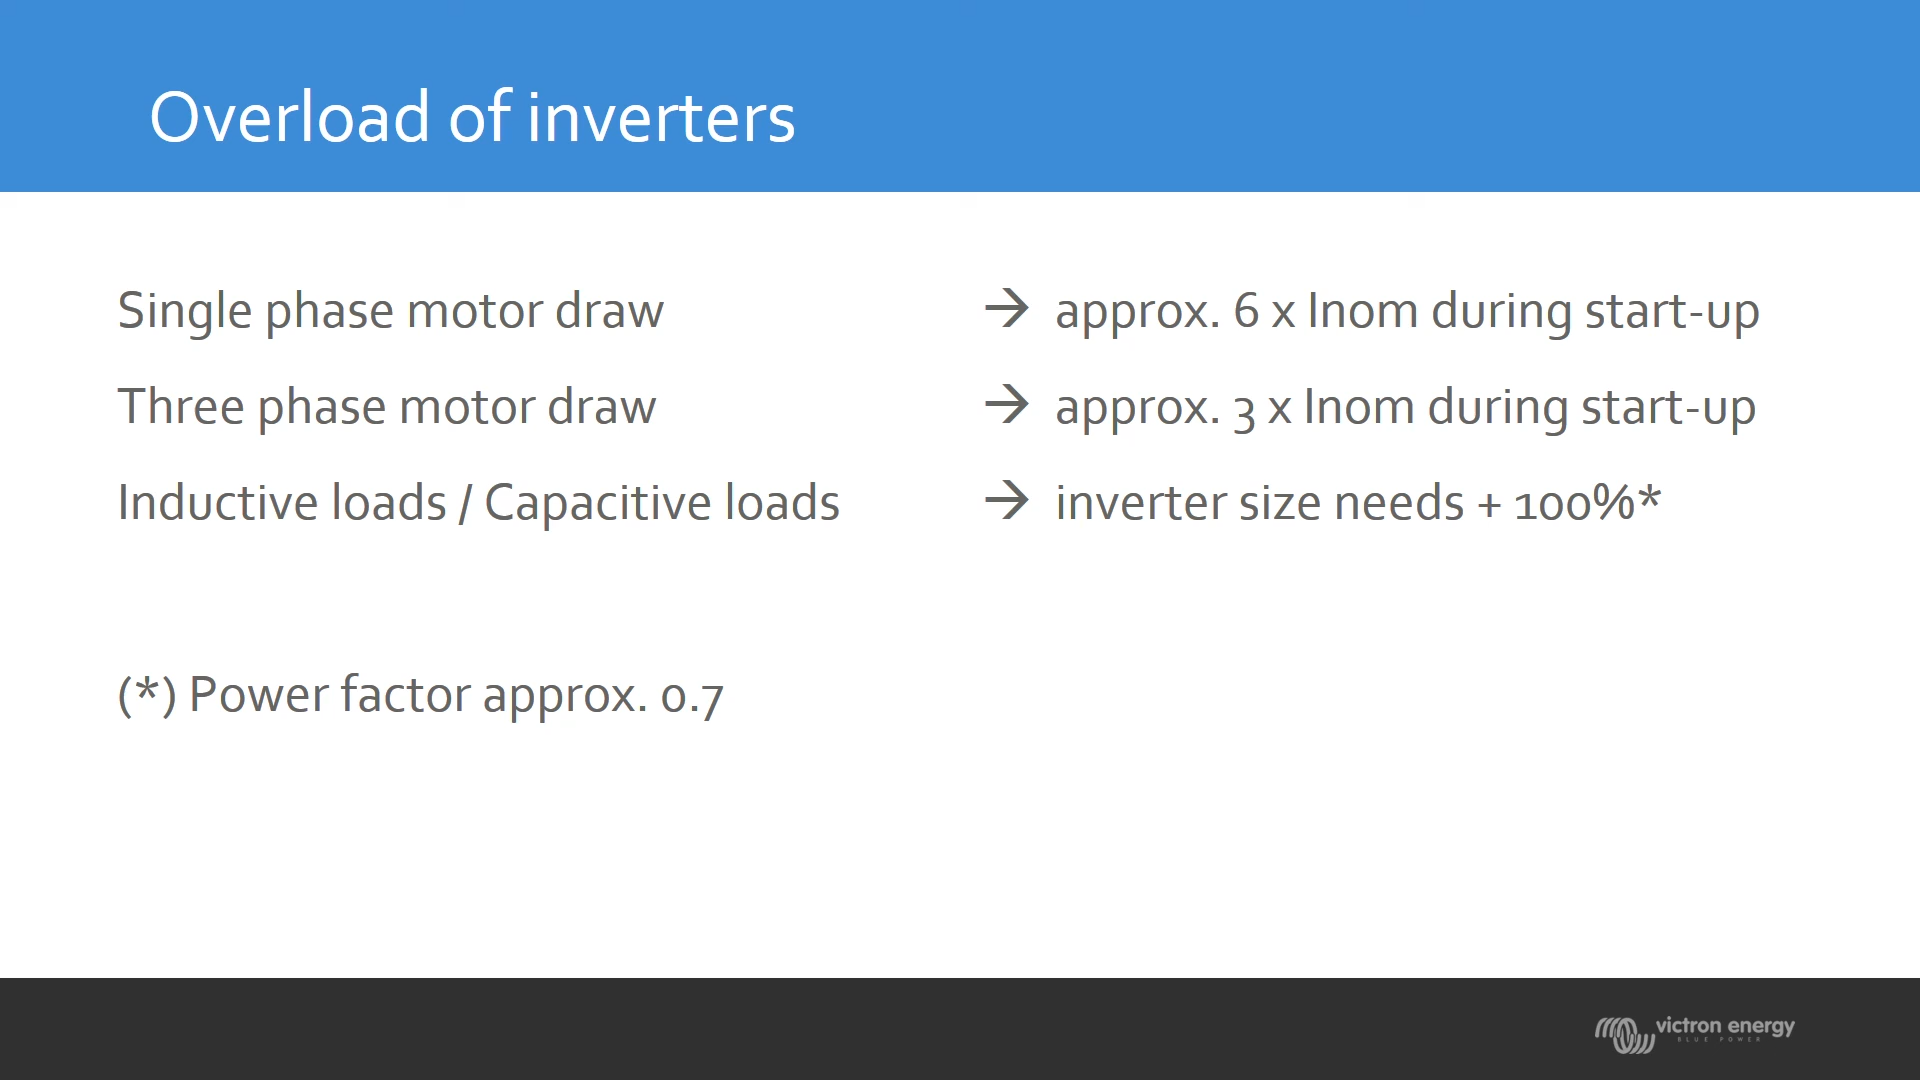 Overload of inverters
Single phase motor draw → approx. 6 x Inom during start-up
Three phase motor draw → approx. 3 x Inom during start-up
Inductive loads / Capacitive loads → inverter size needs + 100%*
(*) Power factor approx. 0.7
victron energy
BLUE POWER